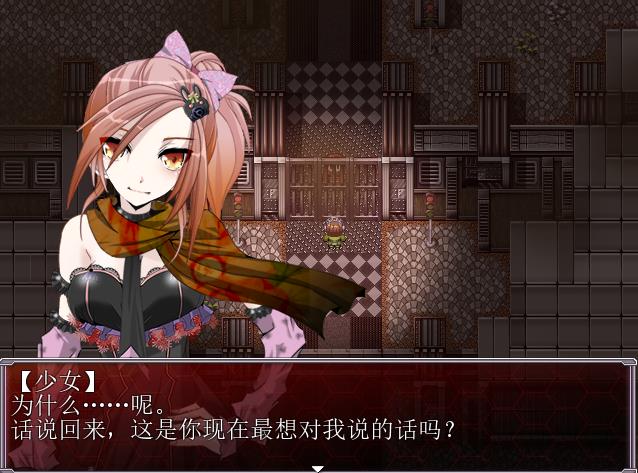 【少女】
为什么……呢。
话说回来，这是你现在最想对我说的话吗？